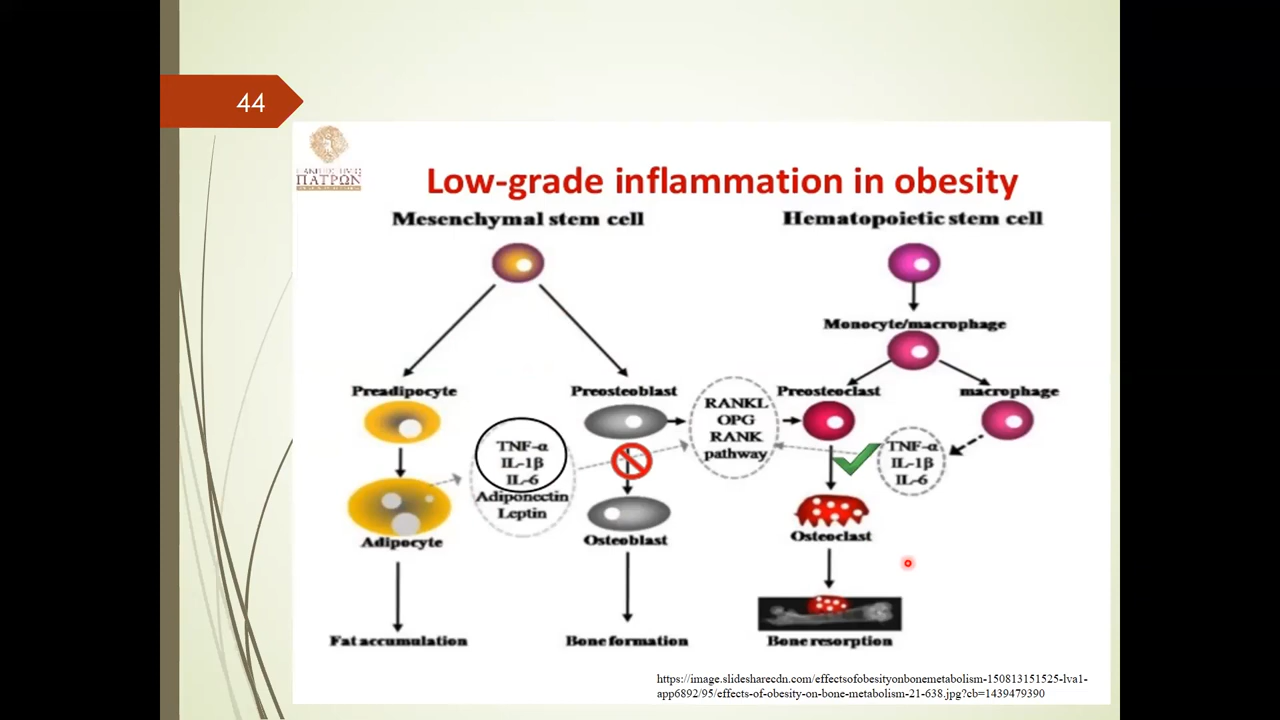 44
ΠΑΤΡΩΝ
Low-grade inflammation in obesity
Mesenchymal stem cell
Hematopoietic stem cell
Monocyte/macrophage
Preadipocyte
Preosteoblast
Preosteoclast
macrophage
RANKL
OPG
RANK
pathway
TNF-α
IL-1β
IL-6
Adiponectin
Leptin
TNF-α
IL-1β
IL-6
Adipocyte
Osteoblast
Osteoclast
Fat accumulation
Bone formation
Bone resorption
https://image.slidesharecdn.com/effectsofobesityonbonemetabolism-150813151525-lva1-
app6892/95/effects-of-obesity-on-bone-metabolism-21-638.jpg?cb=1439479390